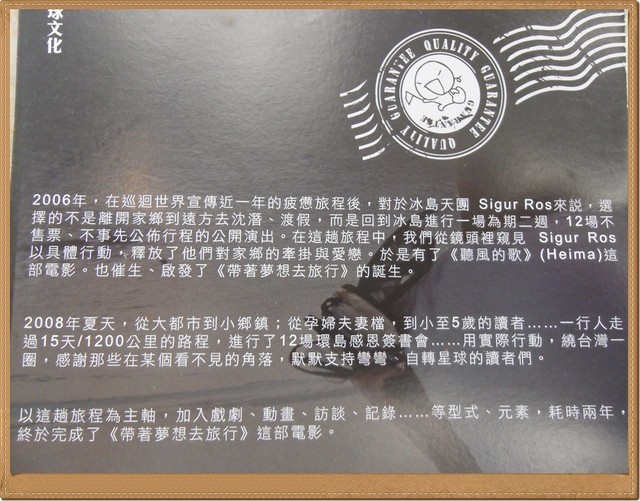 球文化
QUALITY GUARANTEE QUALITY GUARANTEE
2006年，在巡迴世界宣傳近一年的疲憊旅程後，對於冰島天團 Sigur Ros來說，選
擇的不是離開家鄉到遠方去沈潛、渡假，而是回到冰島進行一場為期二週，12場不
售票、不事先公佈行程的公開演出。在這趟旅程中，我們從鏡頭裡窺見 Sigur Ros
以具體行動，釋放了他們對家鄉的牽掛與愛戀。於是有了《聽風的歌》(Heima)這
部電影。也催生、啟發了《帶著夢想去旅行》的誕生。
2008年夏天，從大都市到小鄉鎮；從孕婦夫妻檔，到小至5歲的讀者……一行人走
過15天/1200公里的路程，進行了12場環島感恩簽書會……用實際行動，繞台灣一
圈，感謝那些在某個看不見的角落，默默支持彎彎、自轉星球的讀者們。
以這趟旅程為主軸，加入戲劇、動畫、訪談、記錄……等型式、元素，耗時兩年，
終於完成了《帶著夢想去旅行》這部電影。